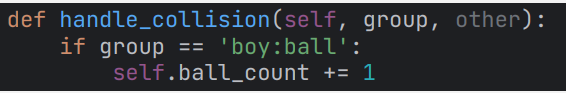 def handle_collision(self, group, other):
    if group == 'boy:ball':
        self.ball_count += 1